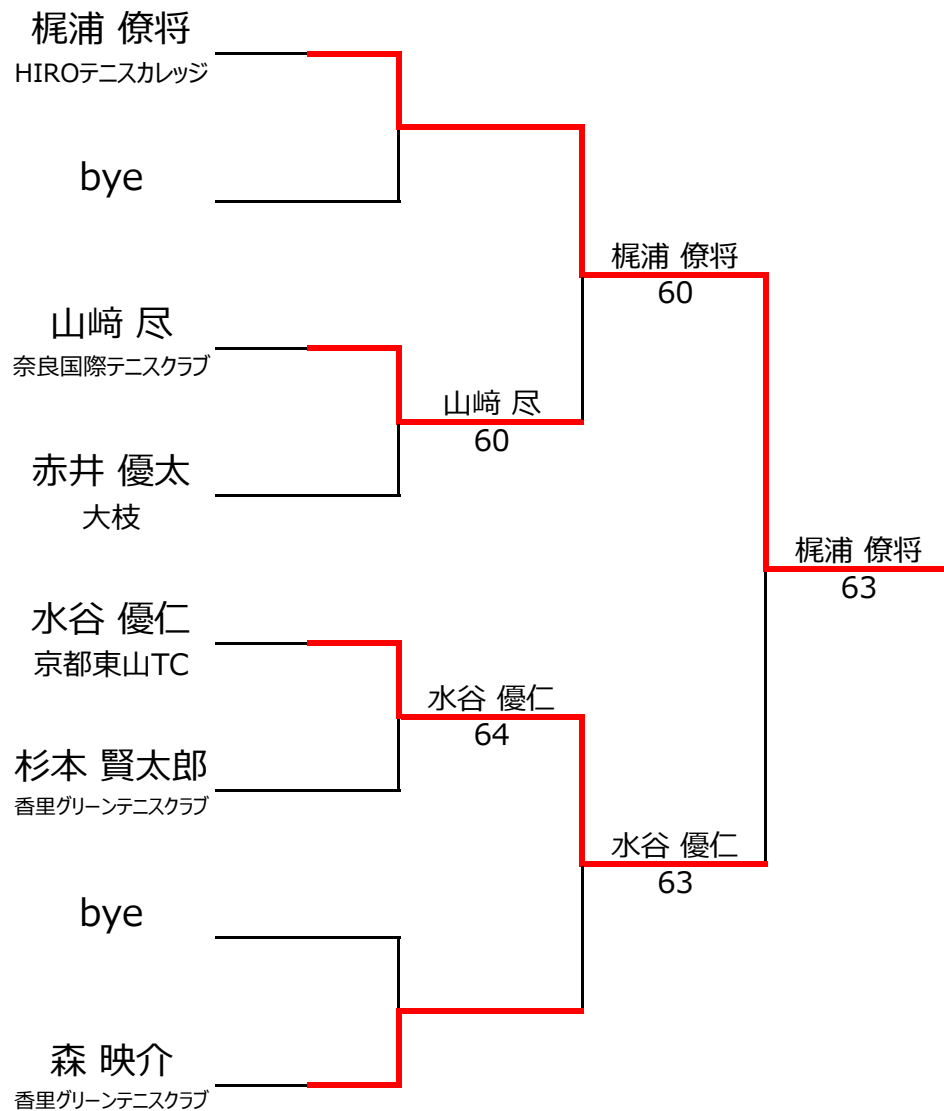 梶浦 僚将
HIROテニスカレッジ
bye
山﨑 尽
奈良国際テニスクラブ
赤井 優太
大枝
水谷 優仁
京都東山TC
杉本 賢太郎
香里グリーンテニスクラブ
bye
森 映介
香里グリーンテニスクラブ
山﨑 尽
60
水谷 優仁
64
梶浦 僚将
60
水谷 優仁
63
梶浦 僚将
63